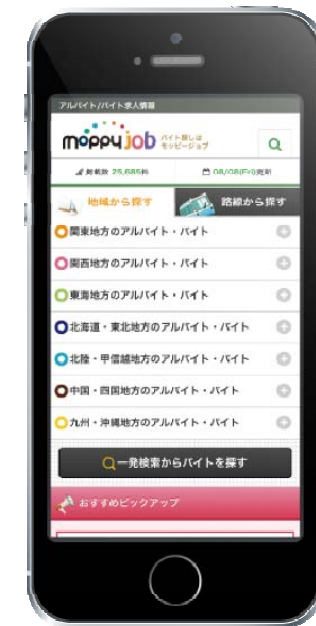 アルバイト/バイト求人情報
moppyjob バイト探しは
モッピージョブ
掲載数 25,685件 08/08(Fri)更新
地域から探す 路線から探す
関東地方のアルバイト・バイト
関西地方のアルバイト・バイト
東海地方のアルバイト・バイト
北海道・東北地方のアルバイト・バイト
北陸・甲信越地方のアルバイト・バイト
中国・四国地方のアルバイト・バイト
九州・沖縄地方のアルバイト・バイト
一発検索からバイトを探す
おすすめピックアップ